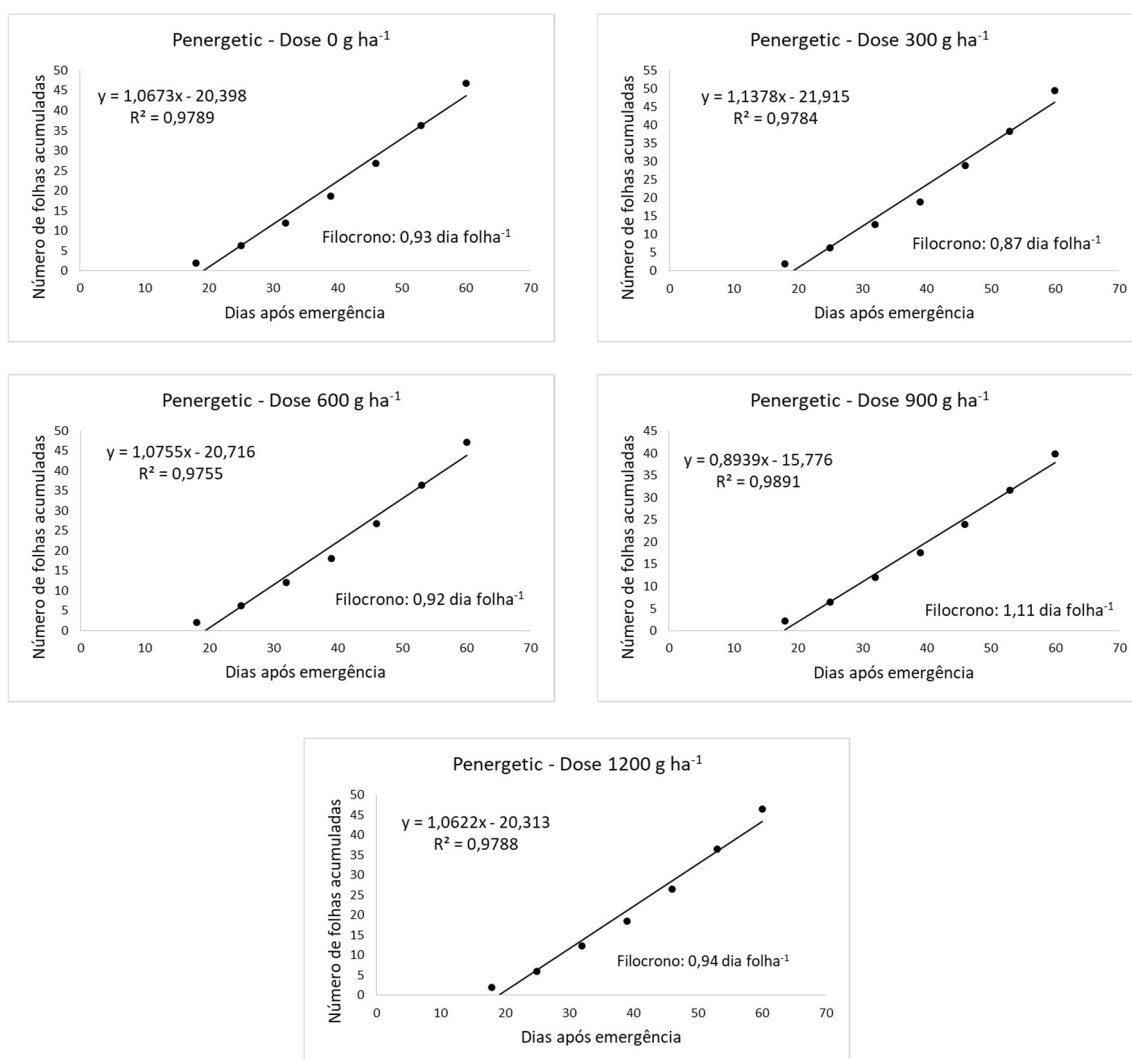 Penergetic - Dose 0 g ha⁻¹
Número de folhas acumuladas
50
45
40
35
30
25
20
15
10
5
0
y = 1,0673x - 20,398
R² = 0,9789
Filocrono: 0,93 dia folha⁻¹
0 10 20 30 40 50 60 70
Dias após emergência
Penergetic - Dose 300 g ha⁻¹
Número de folhas acumuladas
55
50
45
40
35
30
25
20
15
10
5
0
y = 1,1378x - 21,915
R² = 0,9784
Filocrono: 0,87 dia folha⁻¹
0 10 20 30 40 50 60 70
Dias após emergência
Penergetic - Dose 600 g ha⁻¹
Número de folhas acumuladas
50
45
40
35
30
25
20
15
10
5
0
y = 1,0755x - 20,716
R² = 0,9755
Filocrono: 0,92 dia folha⁻¹
0 10 20 30 40 50 60 70
Dias após emergência
Penergetic - Dose 900 g ha⁻¹
Número de folhas acumuladas
45
40
35
30
25
20
15
10
5
0
y = 0,8939x - 15,776
R² = 0,9891
Filocrono: 1,11 dia folha⁻¹
0 10 20 30 40 50 60 70
Dias após emergência
Penergetic - Dose 1200 g ha⁻¹
Número de folhas acumuladas
50
45
40
35
30
25
20
15
10
5
0
y = 1,0622x - 20,313
R² = 0,9788
Filocrono: 0,94 dia folha⁻¹
0 10 20 30 40 50 60 70
Dias após emergência